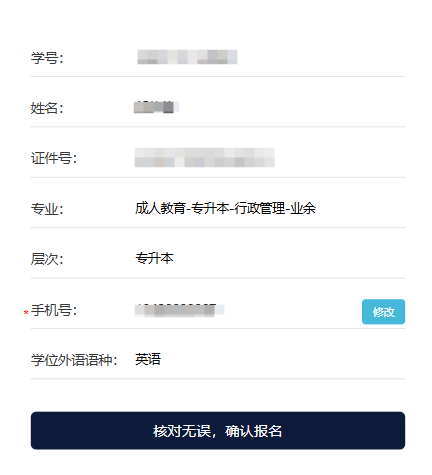 学号：
姓名：
证件号：
专业： 成人教育-专升本-行政管理-业余
层次： 专升本
*手机号： 修改
学位外语语种： 英语
核对无误，确认报名